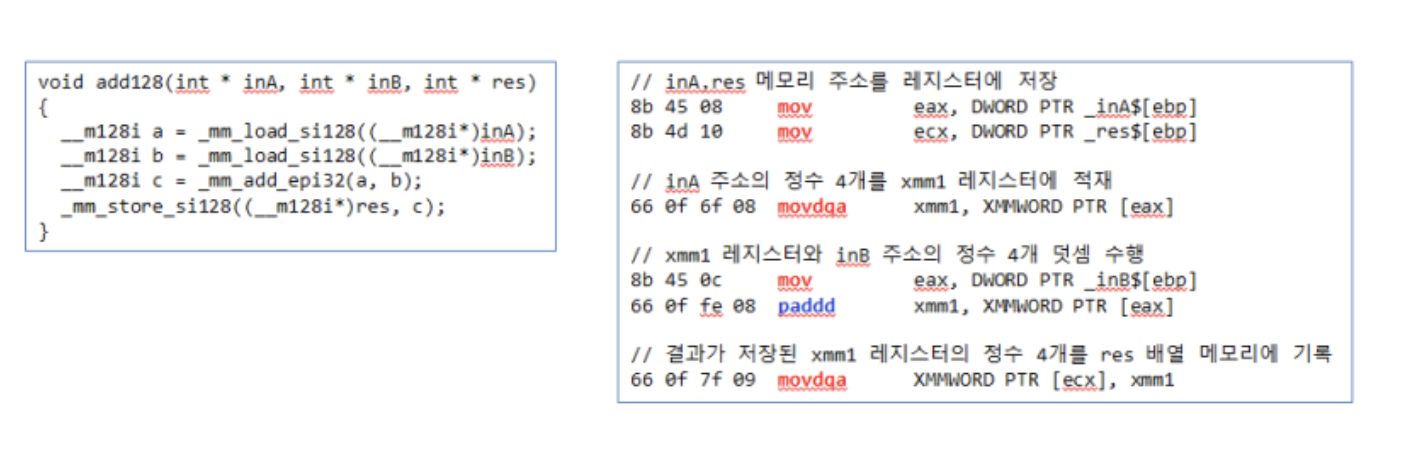 void add128(int * inA, int * inB, int * res)
{
  __m128i a = _mm_load_si128((__m128i*)inA);
  __m128i b = _mm_load_si128((__m128i*)inB);
  __m128i c = _mm_add_epi32(a, b);
  _mm_store_si128((__m128i*)res, c);
}
// inA,res 메모리 주소를 레지스터에 저장
8b 45 08 mov eax, DWORD PTR _inA$[ebp]
8b 4d 10 mov ecx, DWORD PTR _res$[ebp]
// inA 주소의 정수 4개를 xmm1 레지스터에 적재
66 0f 6f 08 movdqa xmm1, XMMWORD PTR [eax]
// xmm1 레지스터와 inB 주소의 정수 4개 덧셈 수행
8b 45 0c mov eax, DWORD PTR _inB$[ebp]
66 0f fe 08 paddd xmm1, XMMWORD PTR [eax]
// 결과가 저장된 xmm1 레지스터의 정수 4개를 res 배열 메모리에 기록
66 0f 7f 09 movdqa XMMWORD PTR [ecx], xmm1